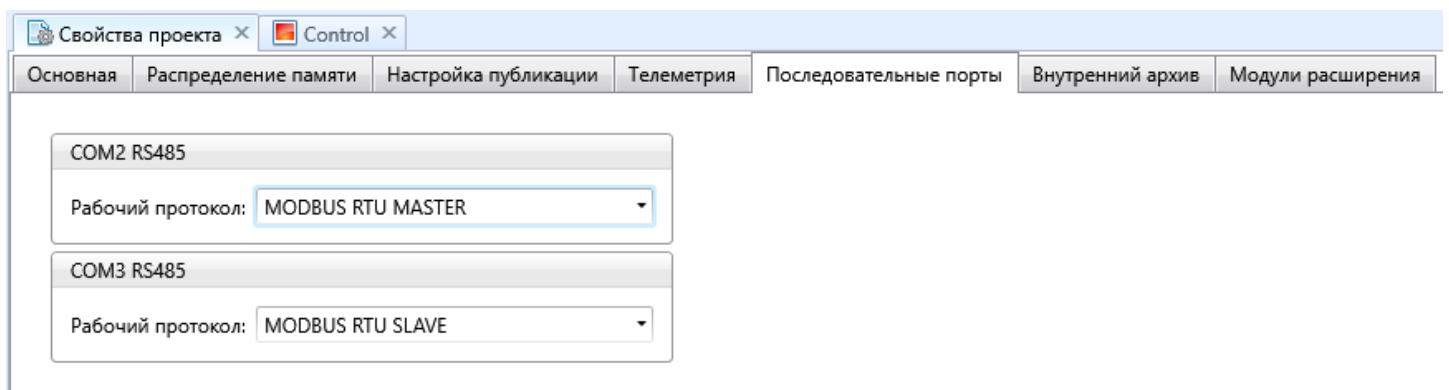 Свойства проекта Control
Основная Распределение памяти Настройка публикации Телеметрия Последовательные порты Внутренний архив Модули расширения
COM2 RS485
Рабочий протокол: MODBUS RTU MASTER
COM3 RS485
Рабочий протокол: MODBUS RTU SLAVE